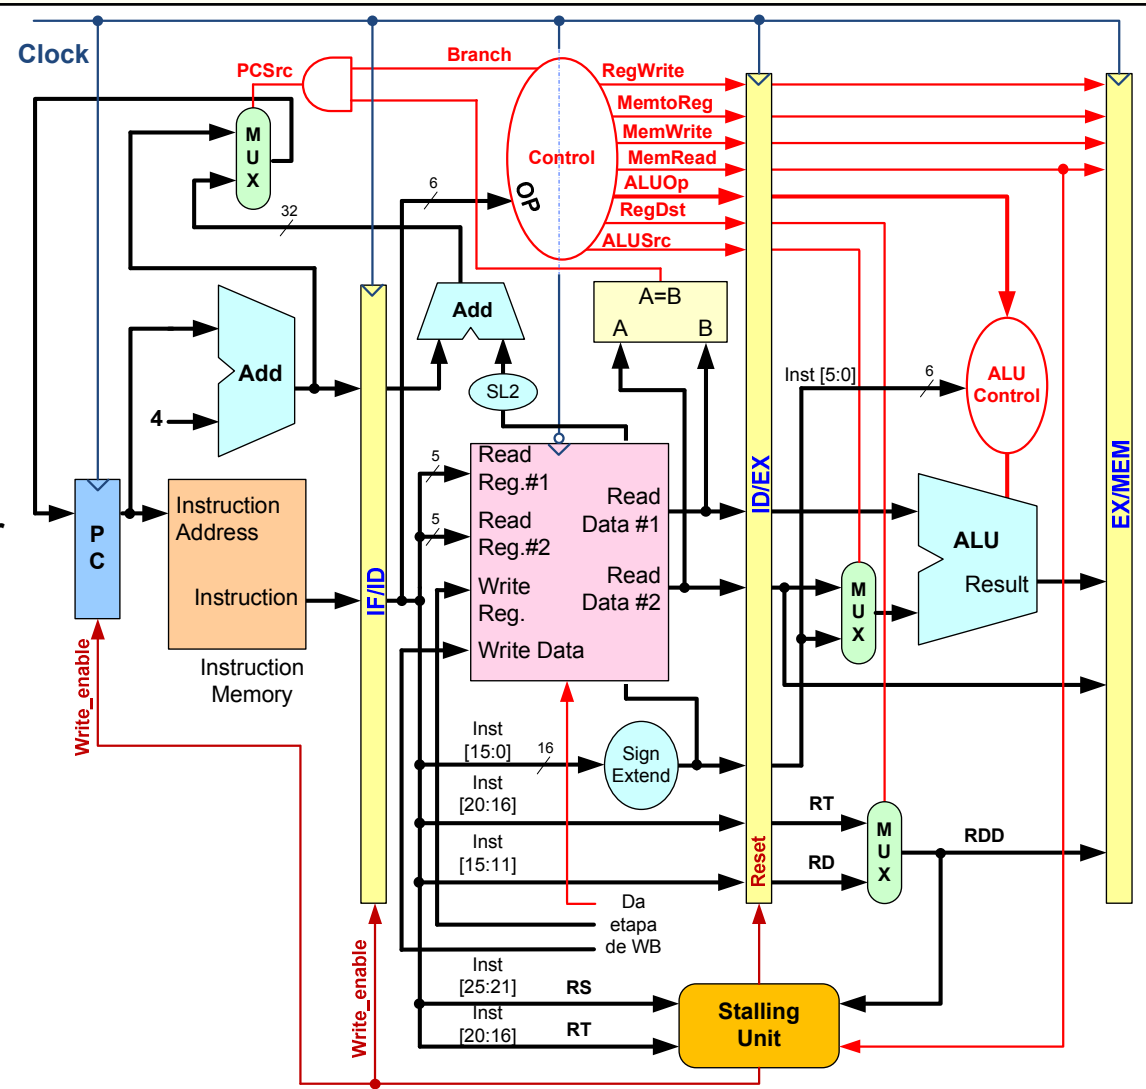 Clock
PCSrc
Branch
RegWrite
MemtoReg
MemWrite
MemRead
ALUOp
RegDst
ALUSrc
Control
OP
M
U
X
6
32
Add
4
Add
SL2
A=B
A
B
Inst [5:0]
6
ALU
Control
P
C
Instruction
Address
Instruction
Instruction
Memory
IF/ID
5
5
Read
Reg.#1
Read
Reg.#2
Write
Reg.
Write Data
Read
Data #1
Read
Data #2
ID/EX
Reset
M
U
X
ALU
Result
EX/MEM
Write_enable
Inst
[15:0]
16
Sign
Extend
Inst
[20:16]
Inst
[15:11]
RT
RD
M
U
X
RDD
Da
etapa
de WB
Write_enable
Inst
[25:21]
RS
Inst
[20:16]
RT
Stalling
Unit